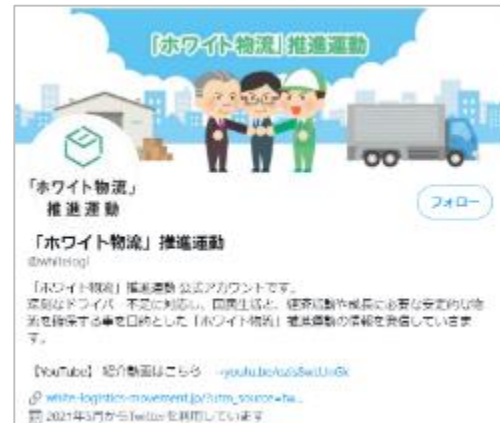 「ホワイト物流」推進運動
「ホワイト物流」
推進運動
フォロー
「ホワイト物流」推進運動
@whitelogi
「ホワイト物流」推進運動 公式アカウントです。
深刻なドライバー不足に対応し、国民生活と、経済活動や成長に必要な安定的な物
流を確保する事を目的とした「ホワイト物流」推進運動の情報を発信していきま
す。
【YouTube】 紹介動画はこちら
white-logistics-movement.jp/?utm_source=tw...
2021年5月からTwitterを利用しています